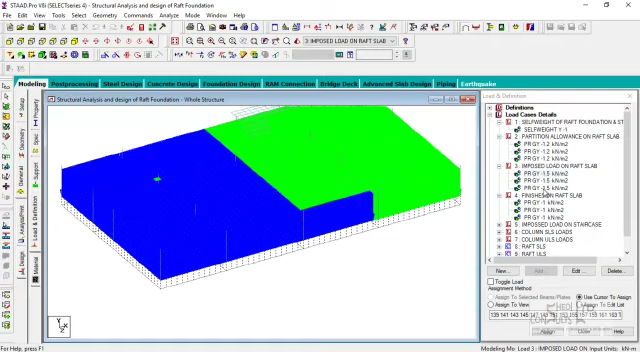 STAAD.Pro V8i (SELECTseries 4) - Structural Analysis and design of Raft Foundation
File Edit View Tools Select Geometry Commands Analyze Mode Window Help
3: IMPOSED LOAD ON RAFT SLAB
Modeling Postprocessing Steel Design Concrete Design Foundation Design RAM Connection Bridge Deck Advanced Slab Design Piping Earthquake
Structural Analysis and design of Raft Foundation - Whole Structure
Setup
Geometry
General
Analysis/Print
Design
Property
Spec
Support
Load & Definition
Material
Y
X
Z
Load & Definition
Definitions
Load Cases Details
1 : SELFWEIGHT OF RAFT FOUNDATION & ST
SELFWEIGHT Y -1
2 : PARTITION ALLOWANCE ON RAFT SLAB
PR GY -1.2 kN/m2
PR GY -1.2 kN/m2
PR GY -1.2 kN/m2
3 : IMPOSED LOAD ON RAFT SLAB
PR GY -1.5 kN/m2
PR GY -1.5 kN/m2
PR GY -1.5 kN/m2
4 : FINISHES ON RAFT SLAB
PR GY -1 kN/m2
PR GY -1 kN/m2
PR GY -1 kN/m2
5 : IMPOSSED LOAD ON STAIRCASE
6 : COLUMN SLS LOADS
7 : COLUMN ULS LOADS
8 : RAFT SLS
9 : RAFT ULS
New... Add... Edit... Delete...
Toggle Load
Assignment Method
Assign To Selected Beams/Plates
Use Cursor To Assign
Assign To View
Assign To Edit List
Assign Close Help
For Help, press F1
Modeling Mo Load 3 : IMPOSED LOAD ON Input Units: kN-m